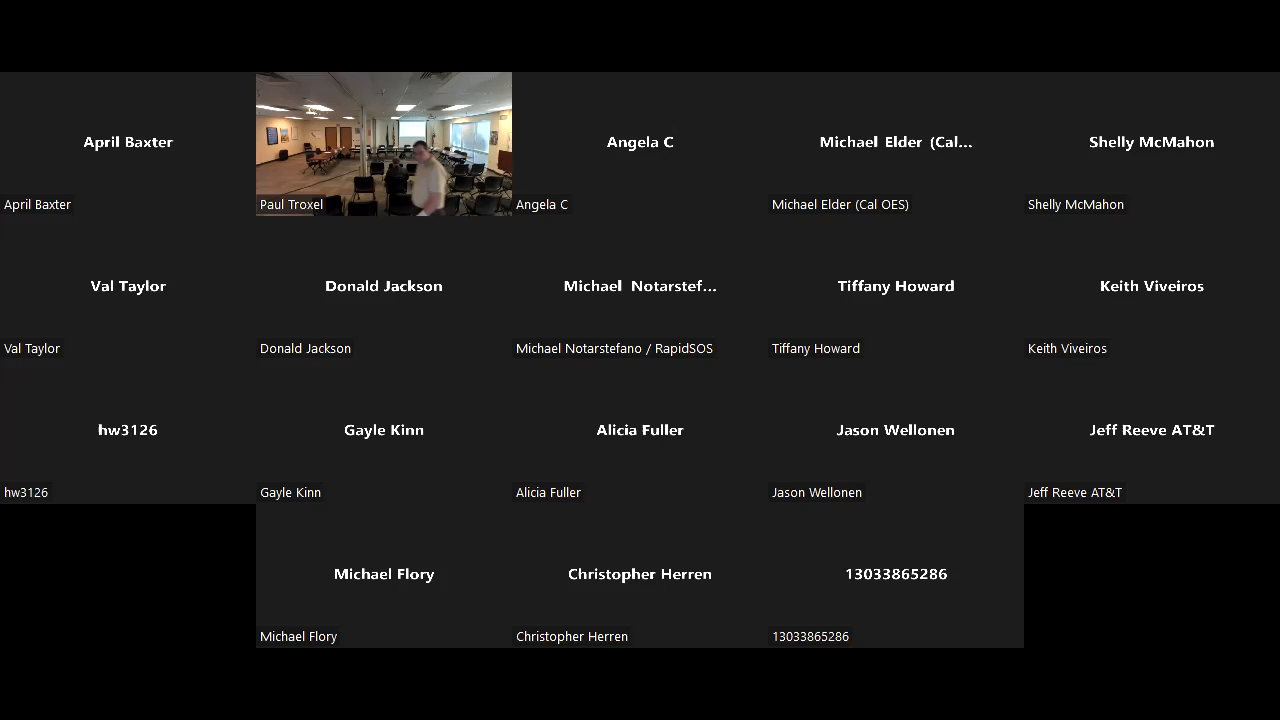 April Baxter
April Baxter
Paul Troxel
Angela C
Angela C
Michael Elder (Cal...
Michael Elder (Cal OES)
Shelly McMahon
Shelly McMahon
Val Taylor
Val Taylor
Donald Jackson
Donald Jackson
Michael Notarstef...
Michael Notarstefano / RapidSOS
Tiffany Howard
Tiffany Howard
Keith Viveiros
Keith Viveiros
hw3126
hw3126
Gayle Kinn
Gayle Kinn
Alicia Fuller
Alicia Fuller
Jason Wellonen
Jason Wellonen
Jeff Reeve AT&T
Jeff Reeve AT&T
Michael Flory
Michael Flory
Christopher Herren
Christopher Herren
13033865286
13033865286